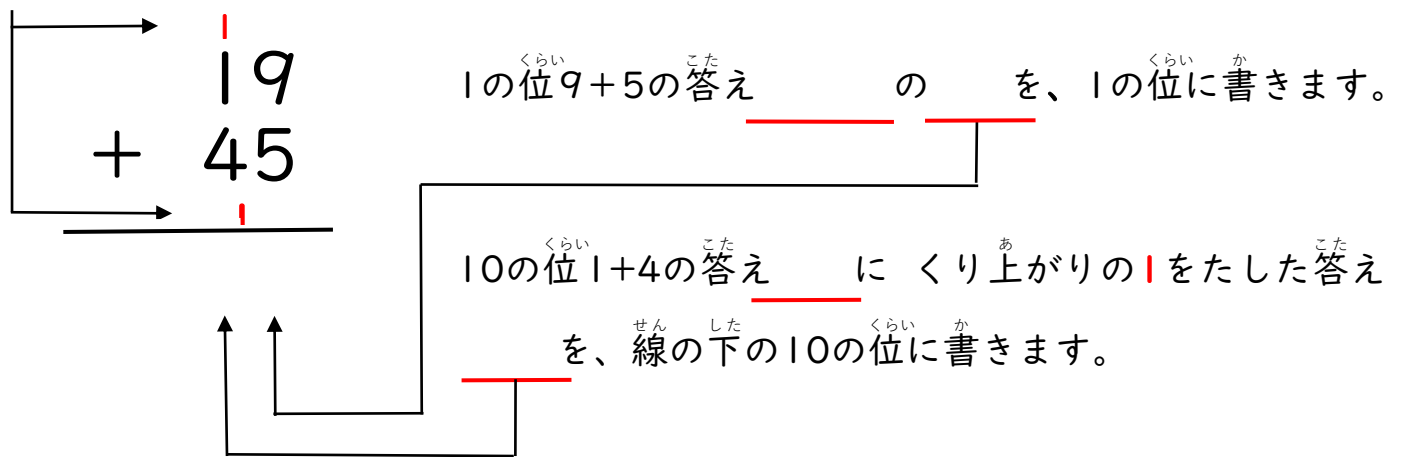 1
19
+ 45
1
くらい こた くらい か
1の位9+5の答え の を、1の位に書きます。
くらい こた あ こた
10の位1+4の答え に くり上がりの1をたした答え
せん した くらい か
を、線の下の10の位に書きます。